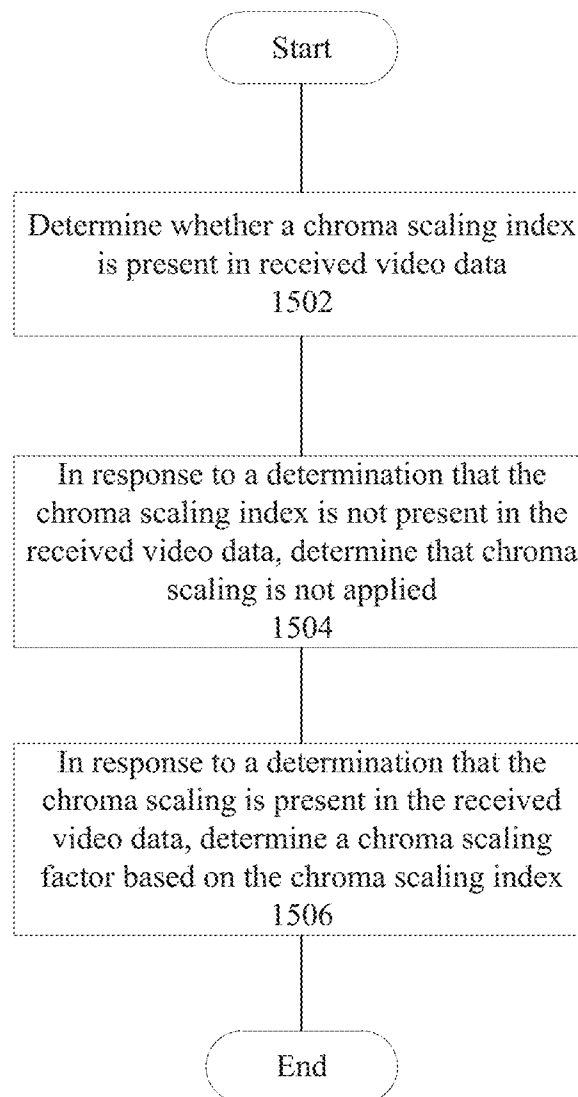 Start
Determine whether a chroma scaling index
is present in received video data
1502
In response to a determination that the
chroma scaling index is not present in the
received video data, determine that chroma
scaling is not applied
1504
In response to a determination that the
chroma scaling is present in the received
video data, determine a chroma scaling
factor based on the chroma scaling index
1506
End